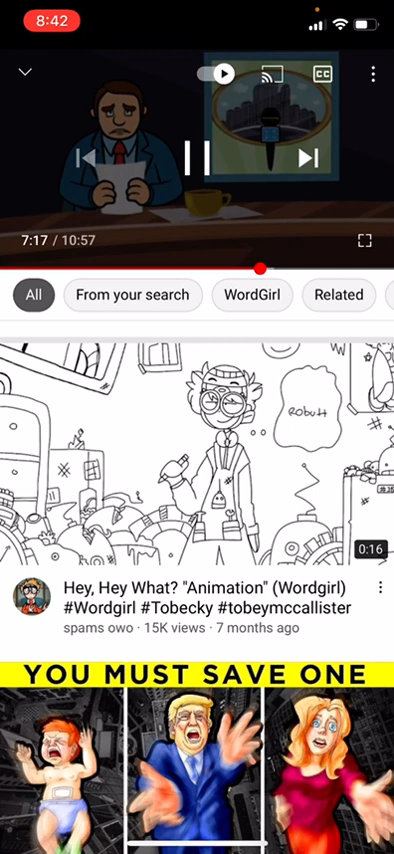 8:42
CC
7:17 / 10:57
All
From your search
WordGirl
Related
Robutt
0:16
Hey, Hey What? "Animation" (Wordgirl)
#Wordgirl #Tobecky #tobeymccallister
spams owo · 15K views · 7 months ago
YOU MUST SAVE ONE